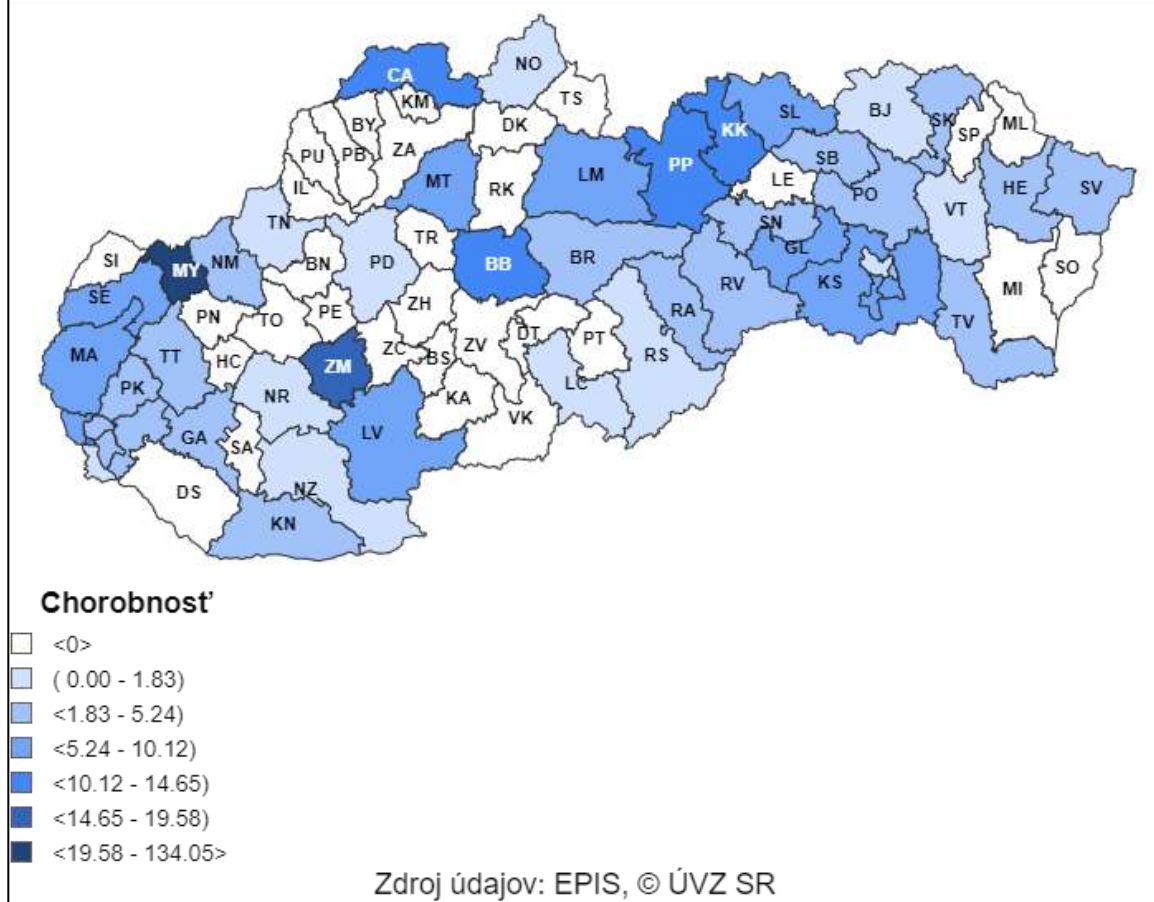 NO
CA
TS
KM
BY
DK
ZA
PU
PB
IL
MT
RK
LM
PP
KK
SL
BJ
SK
SP
ML
SB
LE
PO
HE
SV
VT
TN
TR
SI
MY
NM
BN
PD
BB
BR
SN
GL
RV
KS
MI
SO
SE
PN
TO
PE
ZH
RA
TV
MA
TT
HC
ZM
ZC
BS
ZV
DT
PT
RS
PK
NR
KA
LC
VK
GA
SA
LV
DS
NZ
KN
Chorobnosť
<0>
( 0.00 - 1.83)
<1.83 - 5.24)
<5.24 - 10.12)
<10.12 - 14.65)
<14.65 - 19.58)
<19.58 - 134.05>
Zdroj údajov: EPIS, © ÚVZ SR